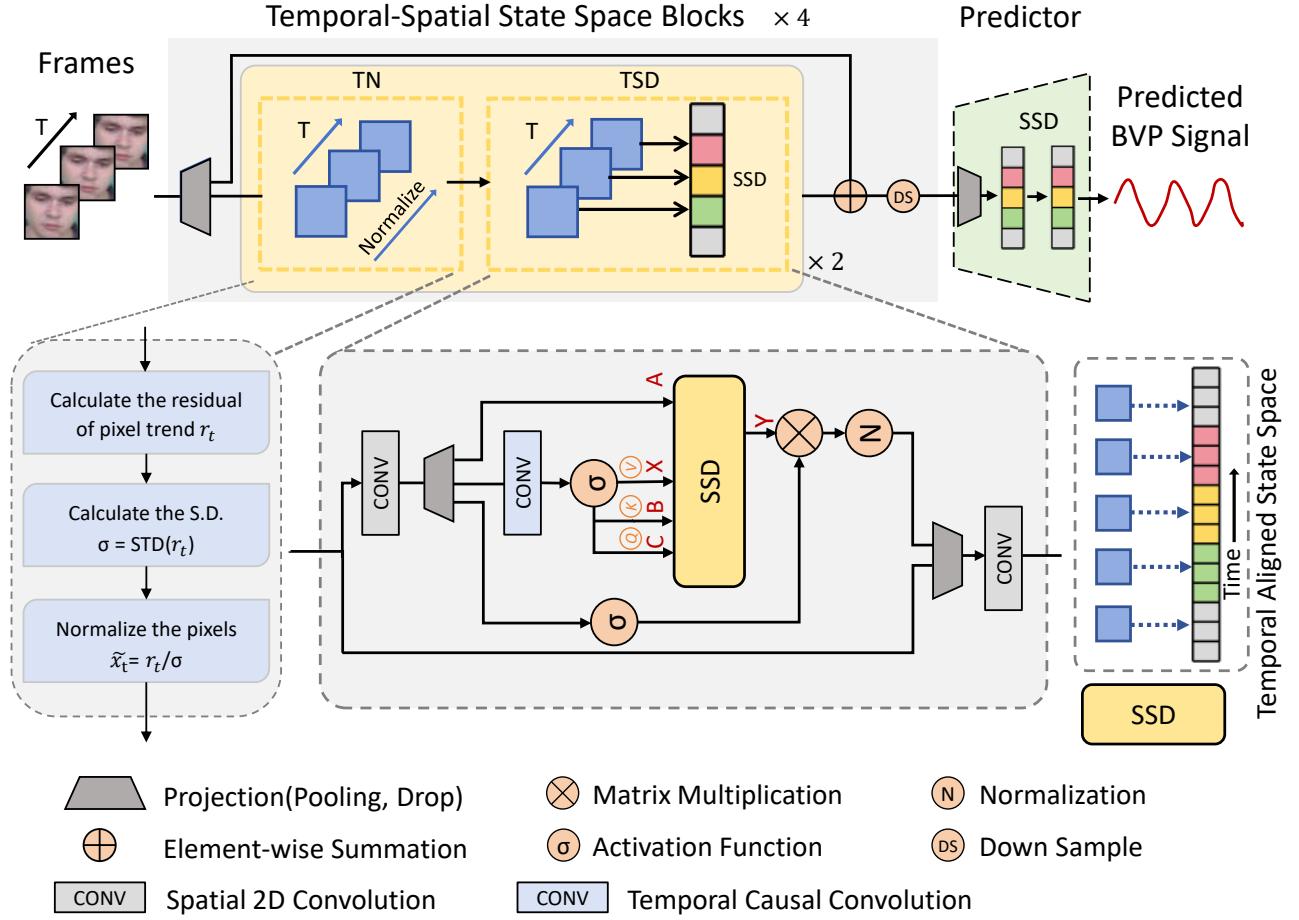 Temporal-Spatial State Space Blocks × 4
Predictor
Frames
T
TN
T
Normalize
TSD
T
SSD
× 2
DS
SSD
Predicted
BVP Signal
Calculate the residual
of pixel trend r_t
Calculate the S.D.
σ = STD(r_t)
Normalize the pixels
x̃_t= r_t/σ
CONV
CONV
σ
A
V X
K B
Q C
SSD
Y
N
σ
CONV
Time
Temporal Aligned State Space
SSD
Projection(Pooling, Drop)
Matrix Multiplication
N Normalization
Element-wise Summation
σ Activation Function
DS Down Sample
CONV Spatial 2D Convolution
CONV Temporal Causal Convolution